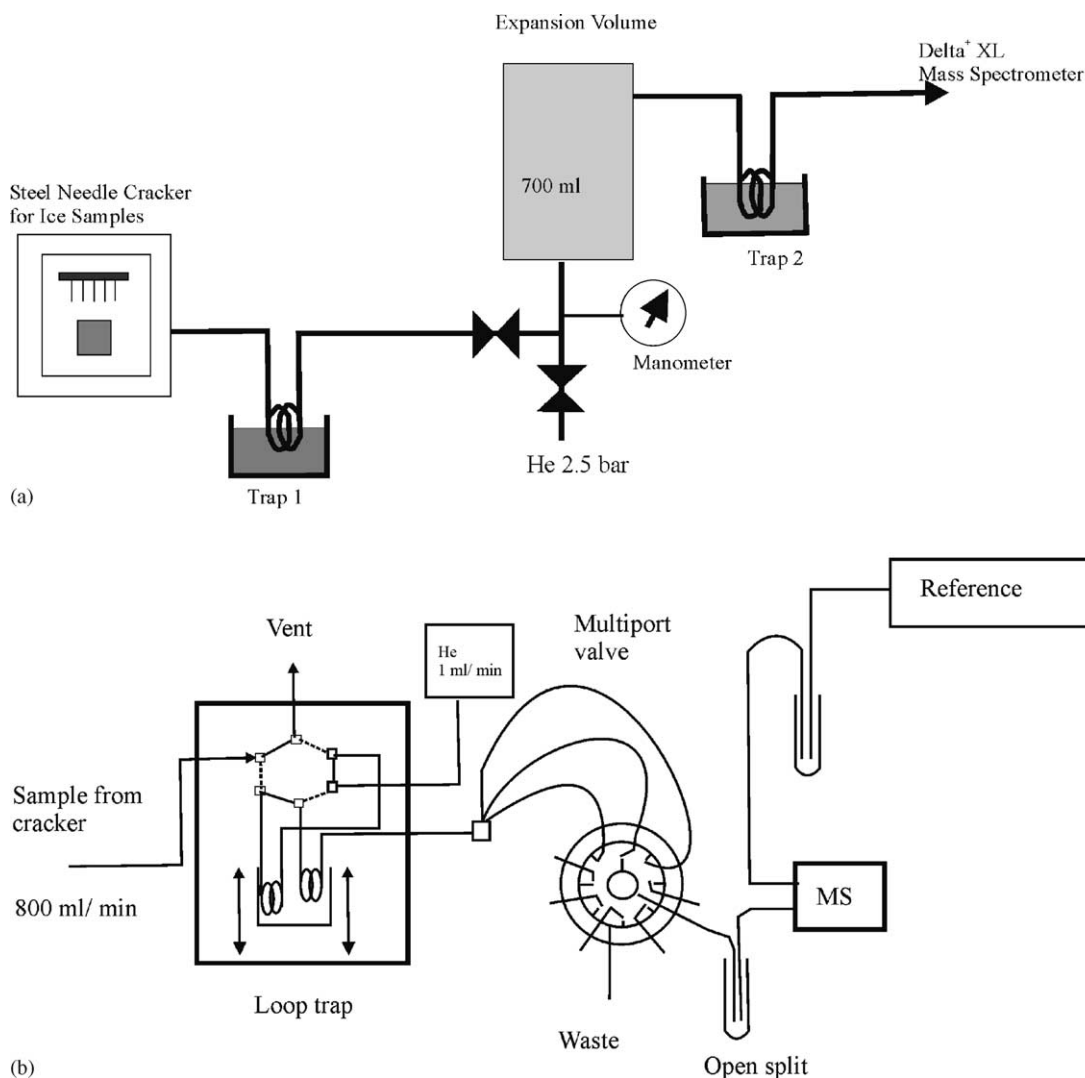 Expansion Volume
Delta⁺ XL
Mass Spectrometer
Steel Needle Cracker
for Ice Samples
700 ml
Trap 2
Manometer
Trap 1
He 2.5 bar
(a)
Reference
Vent
He
1 ml/ min
Multiport
valve
Sample from
cracker
800 ml/ min
MS
Loop trap
Waste
Open split
(b)